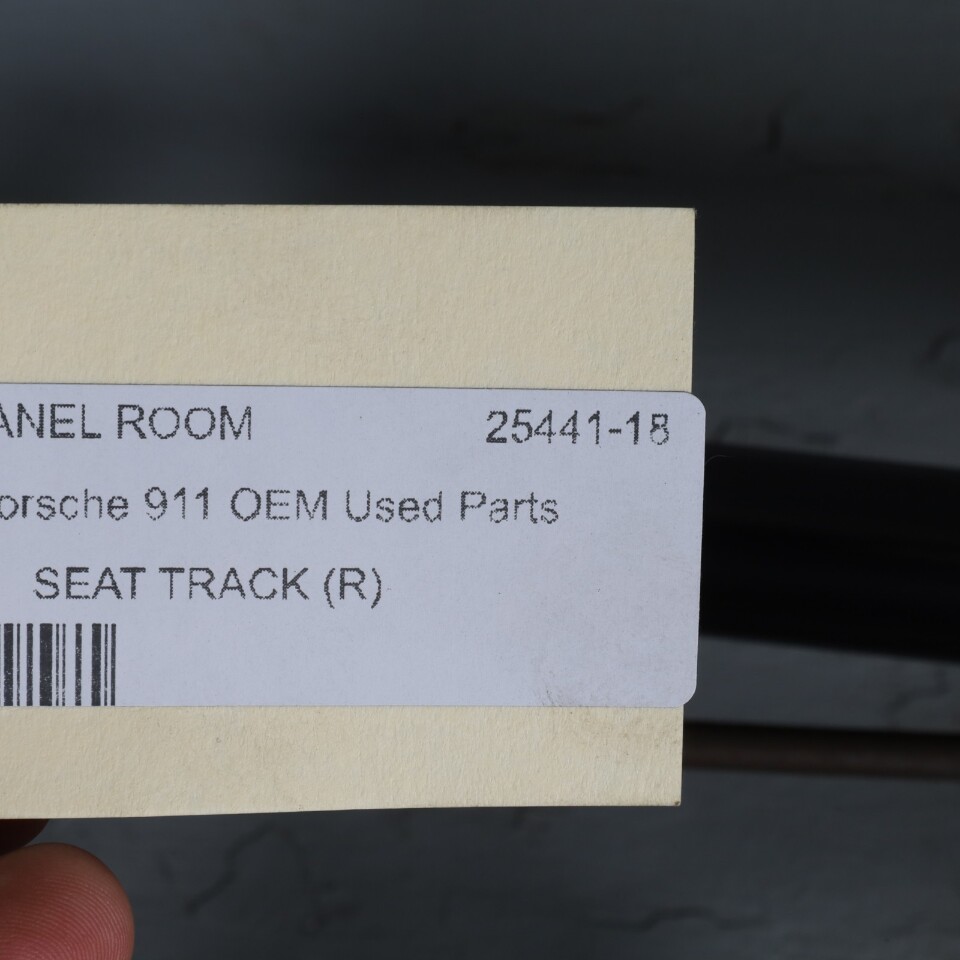 ANEL ROOM 25441-18
orsche 911 OEM Used Parts
SEAT TRACK (R)